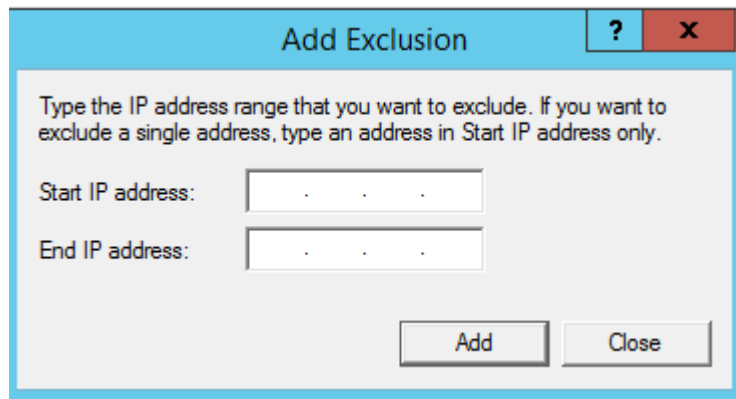 Add Exclusion
? x
Type the IP address range that you want to exclude. If you want to
exclude a single address, type an address in Start IP address only.
Start IP address: . . .
End IP address: . . .
Add Close